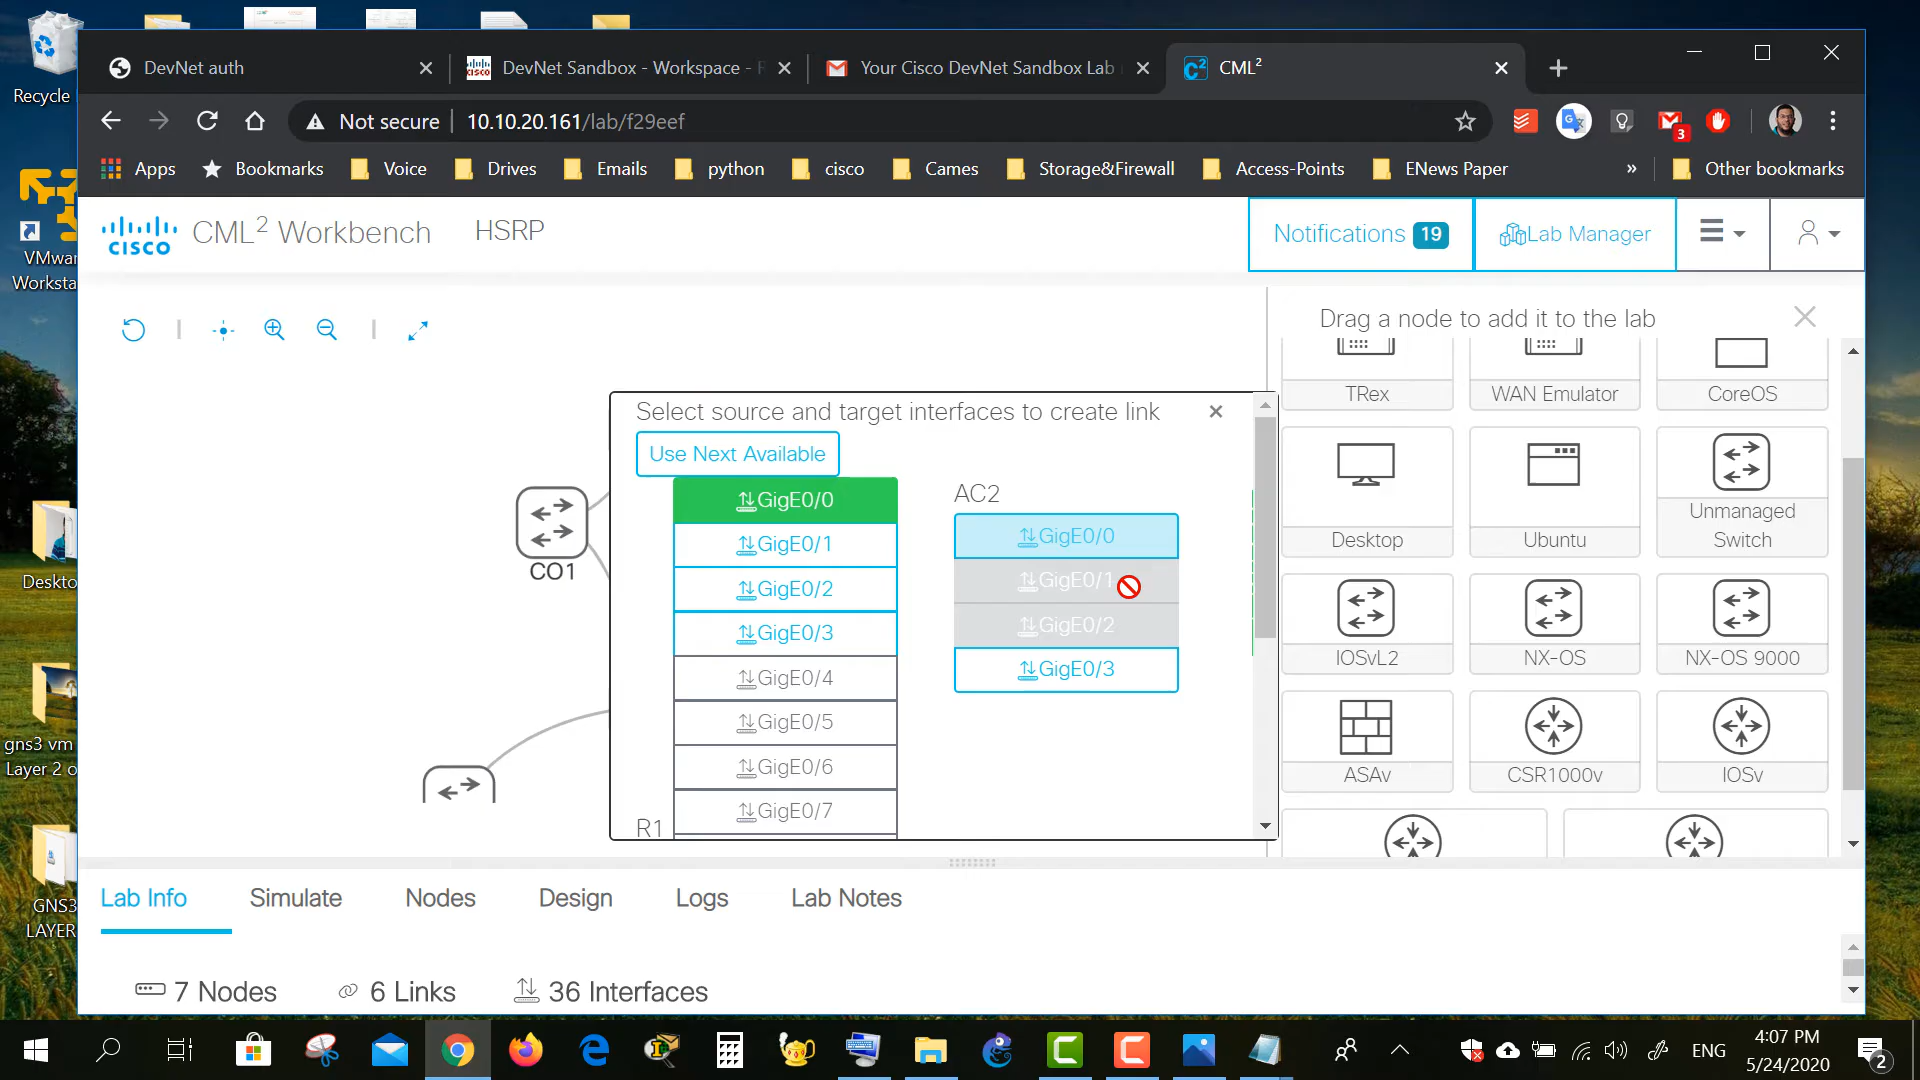 DevNet auth
DevNet Sandbox - Workspace -
Your Cisco DevNet Sandbox Lab
CML²
Recycle
Not secure
10.10.20.161/lab/f29eef
3
Apps
Bookmarks
Voice
Drives
Emails
python
cisco
Cames
Storage&Firewall
Access-Points
ENews Paper
»
Other bookmarks
CISCO
CML² Workbench
HSRP
Notifications 19
Lab Manager
VMwar
Worksta
Drag a node to add it to the lab
TRex
WAN Emulator
CoreOS
Desktop
Ubuntu
Unmanaged
Switch
IOSvL2
NX-OS
NX-OS 9000
ASAv
CSR1000v
IOSv
Select source and target interfaces to create link
Use Next Available
GigE0/0
GigE0/1
GigE0/2
GigE0/3
GigE0/4
GigE0/5
GigE0/6
GigE0/7
R1
AC2
GigE0/0
GigE0/1
GigE0/2
GigE0/3
CO1
Deskto
gns3 vm
Layer 2 o
GNS3
LAYER
Lab Info
Simulate
Nodes
Design
Logs
Lab Notes
7 Nodes
6 Links
36 Interfaces
ENG
4:07 PM
5/24/2020
2